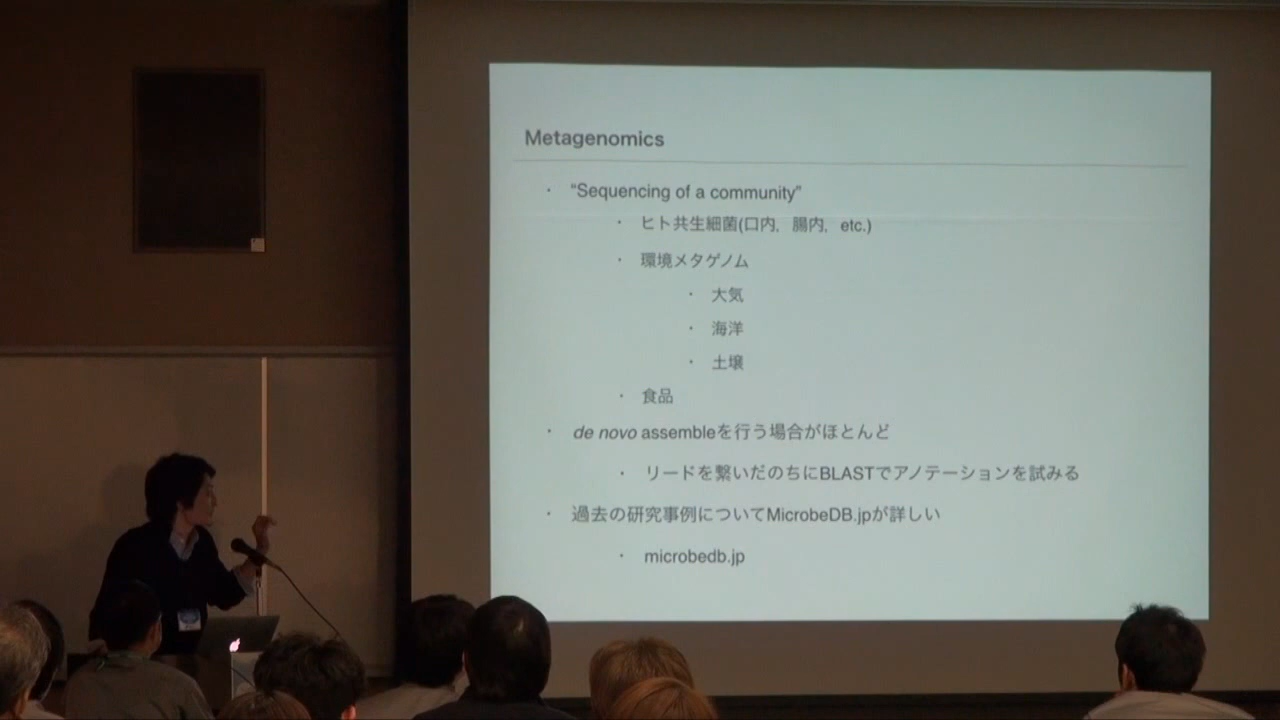 Metagenomics
・ “Sequencing of a community”
・ ヒト共生細菌(口内, 腸内, etc.)
・ 環境メタゲノム
・ 大気
・ 海洋
・ 土壌
・ 食品
・ de novo assembleを行う場合がほとんど
・ リードを繋いだのちにBLASTでアノテーションを試みる
・ 過去の研究事例についてMicrobeDB.jpが詳しい
・ microbedb.jp